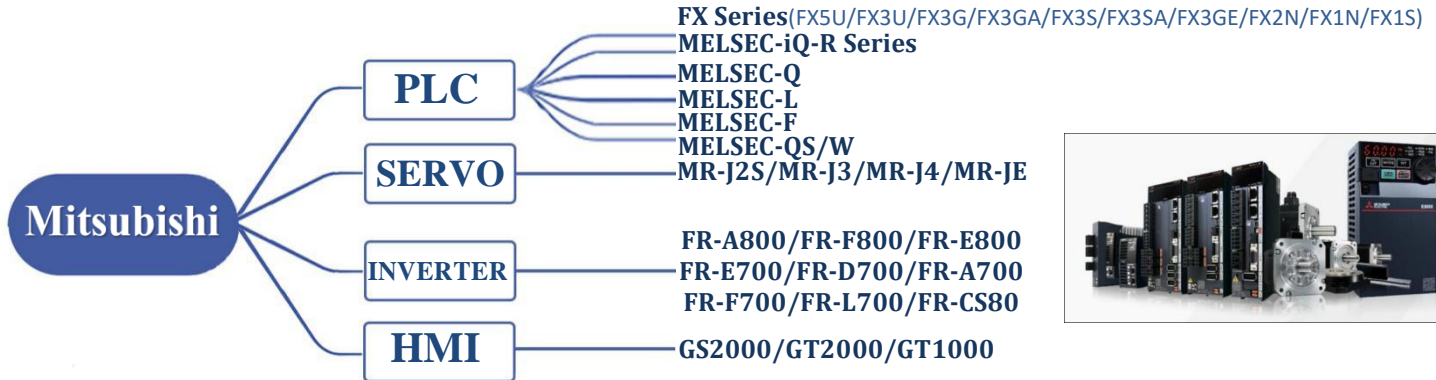 Mitsubishi
PLC
FX Series(FX5U/FX3U/FX3G/FX3GA/FX3S/FX3SA/FX3GE/FX2N/FX1N/FX1S)
MELSEC-iQ-R Series
MELSEC-Q
MELSEC-L
MELSEC-F
MELSEC-QS/W
SERVO
MR-J2S/MR-J3/MR-J4/MR-JE
INVERTER
FR-A800/FR-F800/FR-E800
FR-E700/FR-D700/FR-A700
FR-F700/FR-L700/FR-CS80
HMI
GS2000/GT2000/GT1000
60.00